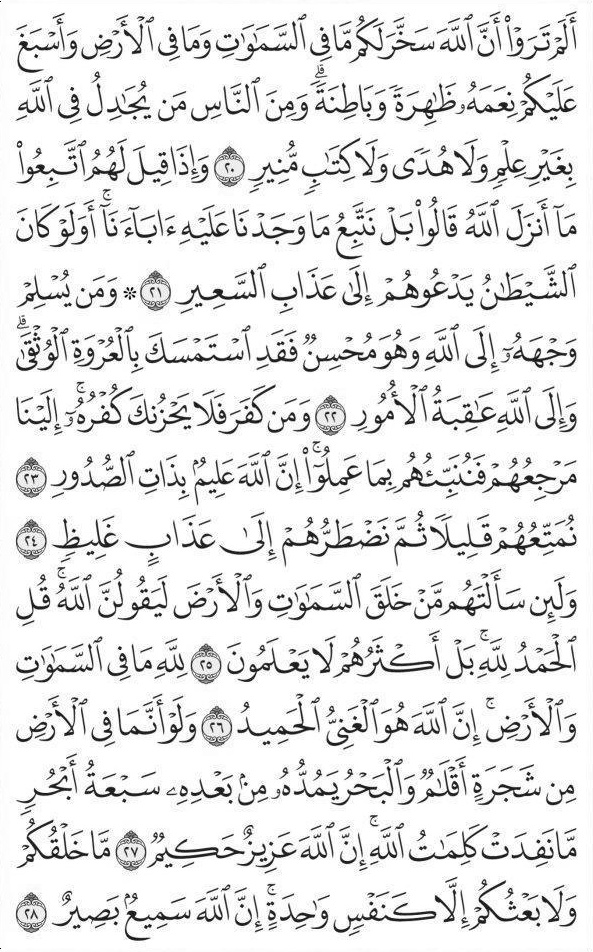 أَلَمْ تَرَوْا۟ أَنَّ ٱللَّهَ سَخَّرَ لَكُم مَّا فِى ٱلسَّمَٰوَٰتِ وَمَا فِى ٱلْأَرْضِ وَأَسْبَغَ
عَلَيْكُمْ نِعَمَهُۥ ظَٰهِرَةً وَبَاطِنَةً ۗ وَمِنَ ٱلنَّاسِ مَن يُجَٰدِلُ فِى ٱللَّهِ
بِغَيْرِ عِلْمٍ وَلَا هُدًى وَلَا كِتَٰبٍ مُّنِيرٍ ٢٠ وَإِذَا قِيلَ لَهُمُ ٱتَّبِعُوا۟
مَآ أَنزَلَ ٱللَّهُ قَالُوا۟ بَلْ نَتَّبِعُ مَا وَجَدْنَا عَلَيْهِ ءَابَآءَنَآ ۚ أَوَلَوْ كَانَ
ٱلشَّيْطَٰنُ يَدْعُوهُمْ إِلَىٰ عَذَابِ ٱلسَّعِيرِ ٢١ * وَمَن يُسْلِمْ
وَجْهَهُۥٓ إِلَى ٱللَّهِ وَهُوَ مُحْسِنٌ فَقَدِ ٱسْتَمْسَكَ بِٱلْعُرْوَةِ ٱلْوُثْقَىٰ ۗ
وَإِلَى ٱللَّهِ عَٰقِبَةُ ٱلْأُمُورِ ٢٢ وَمَن كَفَرَ فَلَا يَحْزُنكَ كُفْرُهُۥٓ ۚ إِلَيْنَا
مَرْجِعُهُمْ فَنُنَبِّئُهُم بِمَا عَمِلُوٓا۟ ۚ إِنَّ ٱللَّهَ عَلِيمٌۢ بِذَاتِ ٱلصُّدُورِ ٢٣
نُمَتِّعُهُمْ قَلِيلًا ثُمَّ نَضْطَرُّهُمْ إِلَىٰ عَذَابٍ غَلِيظٍ ٢٤
وَلَئِن سَأَلْتَهُم مَّنْ خَلَقَ ٱلسَّمَٰوَٰتِ وَٱلْأَرْضَ لَيَقُولُنَّ ٱللَّهُ ۚ قُلِ
ٱلْحَمْدُ لِلَّهِ ۚ بَلْ أَكْثَرُهُمْ لَا يَعْلَمُونَ ٢٥ لِلَّهِ مَا فِى ٱلسَّمَٰوَٰتِ
وَٱلْأَرْضِ ۚ إِنَّ ٱللَّهَ هُوَ ٱلْغَنِىُّ ٱلْحَمِيدُ ٢٦ وَلَوْ أَنَّمَا فِى ٱلْأَرْضِ
مِن شَجَرَةٍ أَقْلَٰمٌ وَٱلْبَحْرُ يَمُدُّهُۥ مِنۢ بَعْدِهِۦ سَبْعَةُ أَبْحُرٍ
مَّا نَفِدَتْ كَلِمَٰتُ ٱللَّهِ ۗ إِنَّ ٱللَّهَ عَزِيزٌ حَكِيمٌ ٢٧ مَّا خَلْقُكُمْ
وَلَا بَعْثُكُمْ إِلَّا كَنَفْسٍ وَٰحِدَةٍ ۗ إِنَّ ٱللَّهَ سَمِيعٌۢ بَصِيرٌ ٢٨